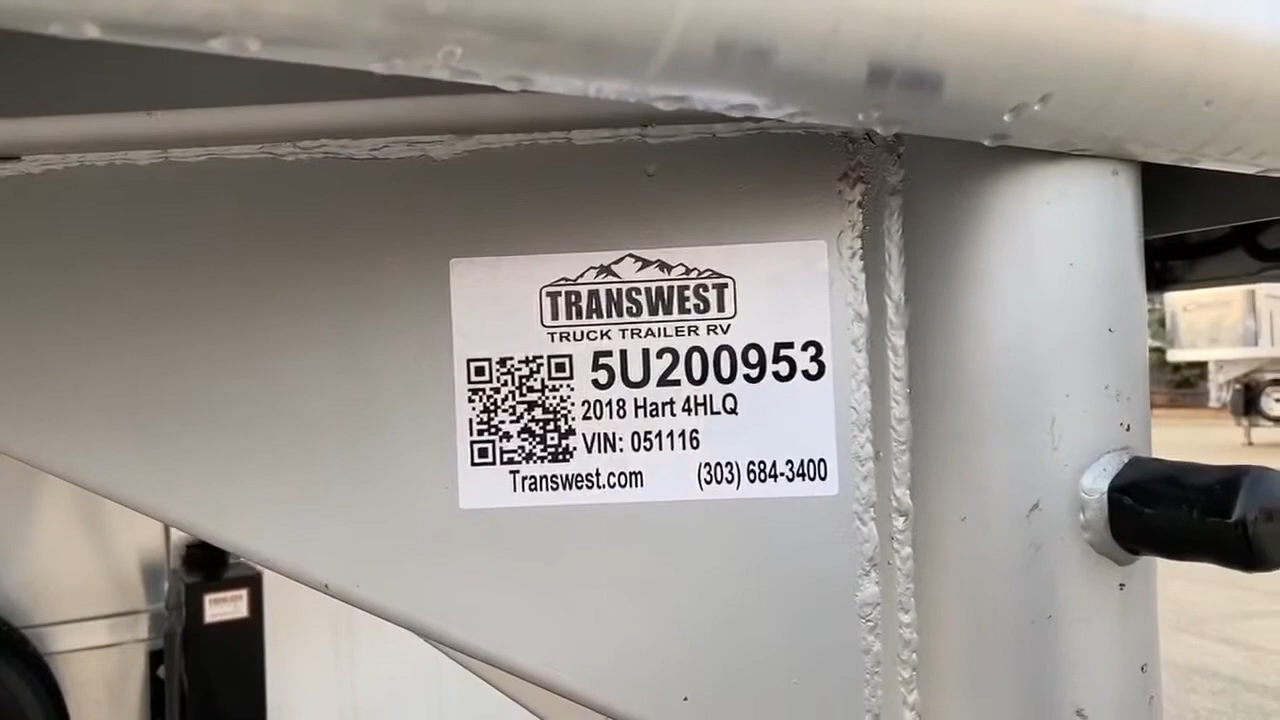 TRANSWEST
TRUCK TRAILER RV
5U200953
2018 Hart 4HLQ
VIN: 051116
Transwest.com (303) 684-3400